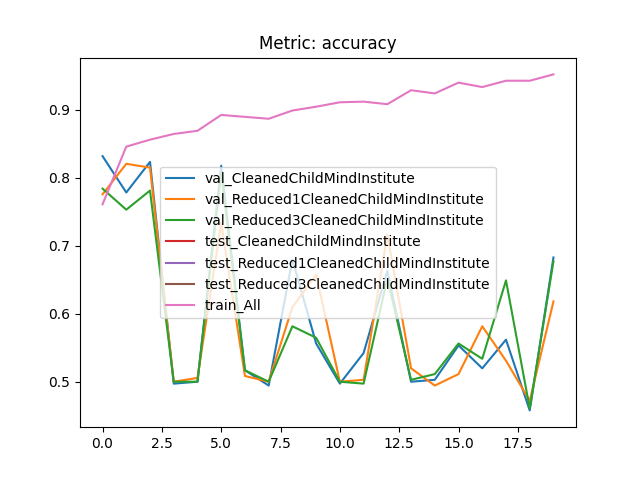 Metric: accuracy
0.9
0.8
0.7
0.6
0.5
val_CleanedChildMindInstitute
val_Reduced1CleanedChildMindInstitute
val_Reduced3CleanedChildMindInstitute
test_CleanedChildMindInstitute
test_Reduced1CleanedChildMindInstitute
test_Reduced3CleanedChildMindInstitute
train_All
0.0 2.5 5.0 7.5 10.0 12.5 15.0 17.5